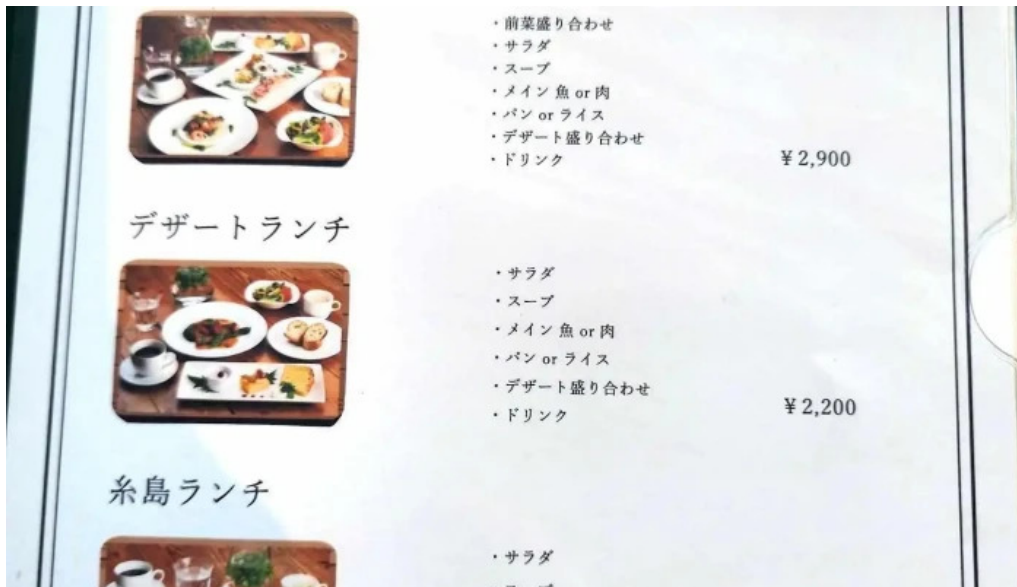 ・前菜盛り合わせ
・サラダ
・スープ
・メイン 魚 or 肉
・パン or ライス
・デザート盛り合わせ
・ドリンク
¥2,900
デザートランチ
・サラダ
・スープ
・メイン 魚 or 肉
・パン or ライス
・デザート盛り合わせ
・ドリンク
¥2,200
糸島ランチ
・サラダ